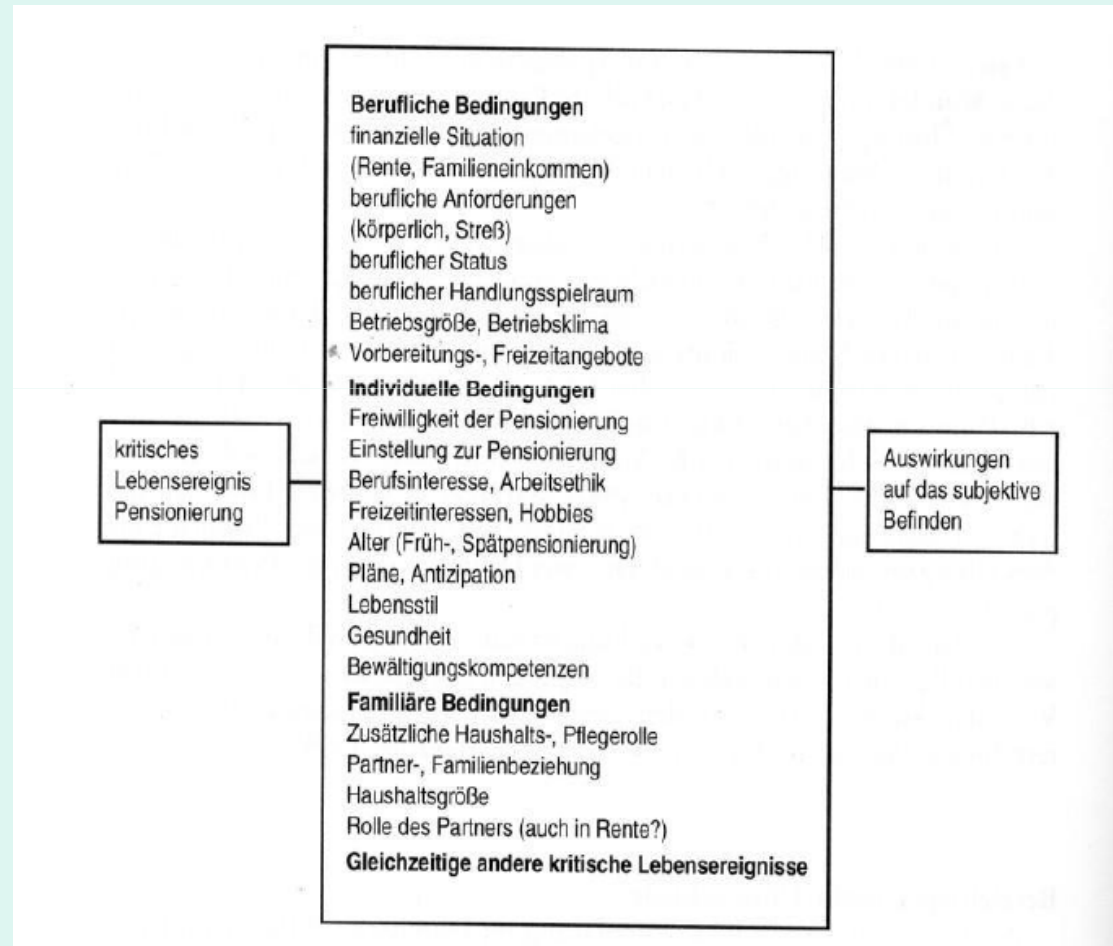 kritisches
Lebensereignis
Pensionierung
Berufliche Bedingungen
finanzielle Situation
(Rente, Familieneinkommen)
berufliche Anforderungen
(körperlich, Streß)
beruflicher Status
beruflicher Handlungsspielraum
Betriebsgröße, Betriebsklima
Vorbereitungs-, Freizeitangebote
Individuelle Bedingungen
Freiwilligkeit der Pensionierung
Einstellung zur Pensionierung
Berufsinteresse, Arbeitsethik
Freizeitinteressen, Hobbies
Alter (Früh-, Spätpensionierung)
Pläne, Antizipation
Lebensstil
Gesundheit
Bewältigungskompetenzen
Familiäre Bedingungen
Zusätzliche Haushalts-, Pflegerolle
Partner-, Familienbeziehung
Haushaltsgröße
Rolle des Partners (auch in Rente?)
Gleichzeitige andere kritische Lebensereignisse
Auswirkungen
auf das subjektive
Befinden